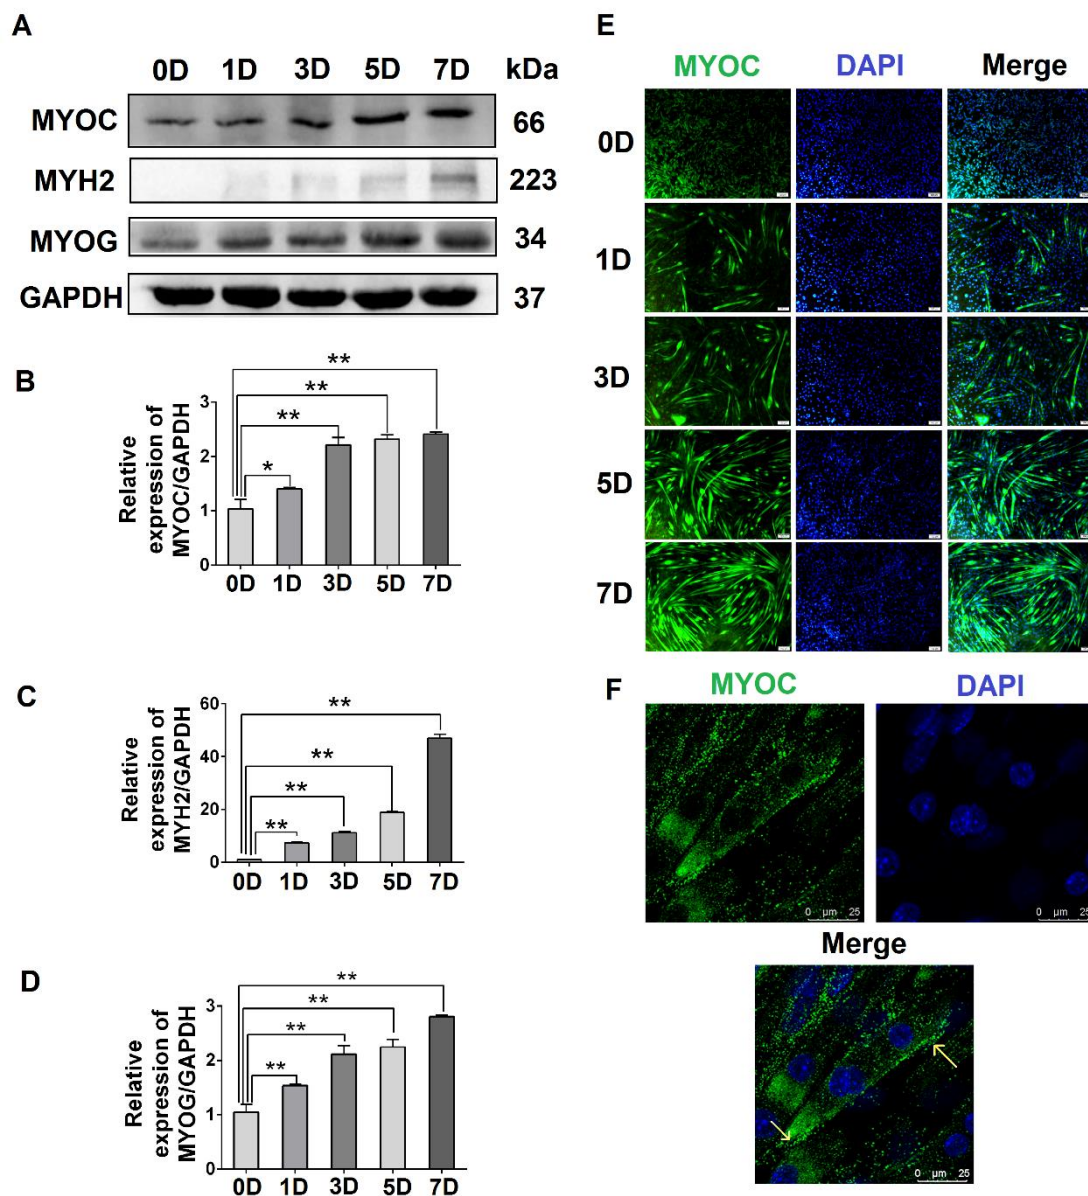 A
0D 1D 3D 5D 7D kDa
MYOC 66
MYH2 223
MYOG 34
GAPDH 37
B
Relative
expression of
MYOC/GAPDH
3
2
1
0
*
**
**
**
0D 1D 3D 5D 7D
C
Relative
expression of
MYH2/GAPDH
60
40
20
0
**
**
**
**
0D 1D 3D 5D 7D
D
Relative
expression of
MYOG/GAPDH
3
2
1
0
**
**
**
**
0D 1D 3D 5D 7D
E
MYOC DAPI Merge
0D
1D
3D
5D
7D
F
MYOC DAPI
0 µm 25
0 µm 25
Merge
0 µm 25